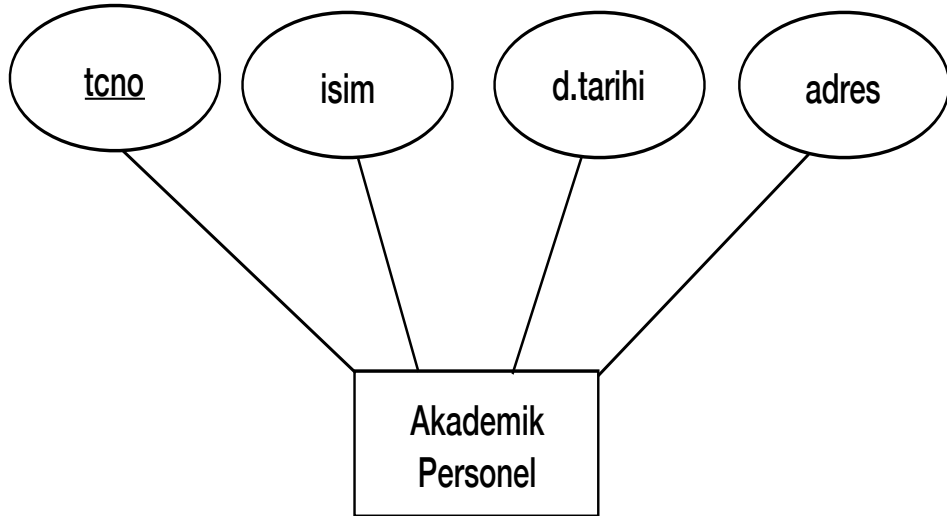 tcno
isim
d.tarihi
adres
Akademik
Personel